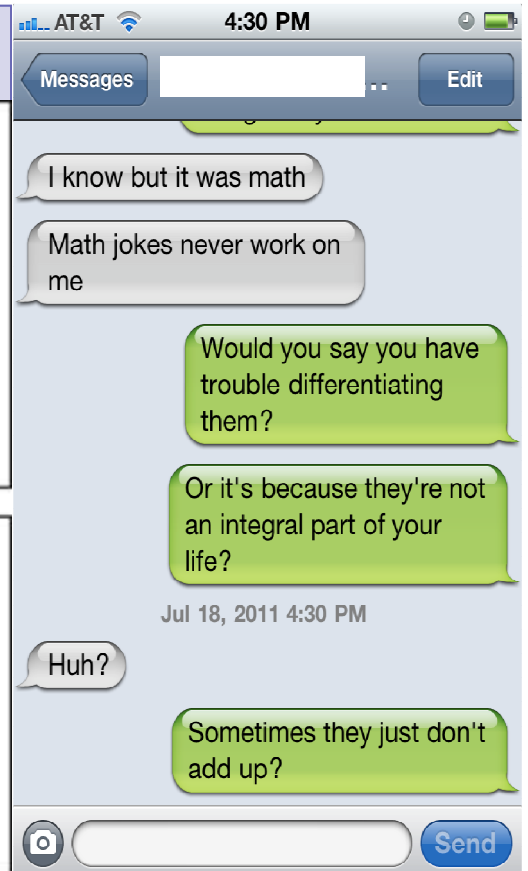 AT&T 4:30 PM
Messages ... Edit
I know but it was math
Math jokes never work on
me
Would you say you have
trouble differentiating
them?
Or it's because they're not
an integral part of your
life?
Jul 18, 2011 4:30 PM
Huh?
Sometimes they just don't
add up?
Send